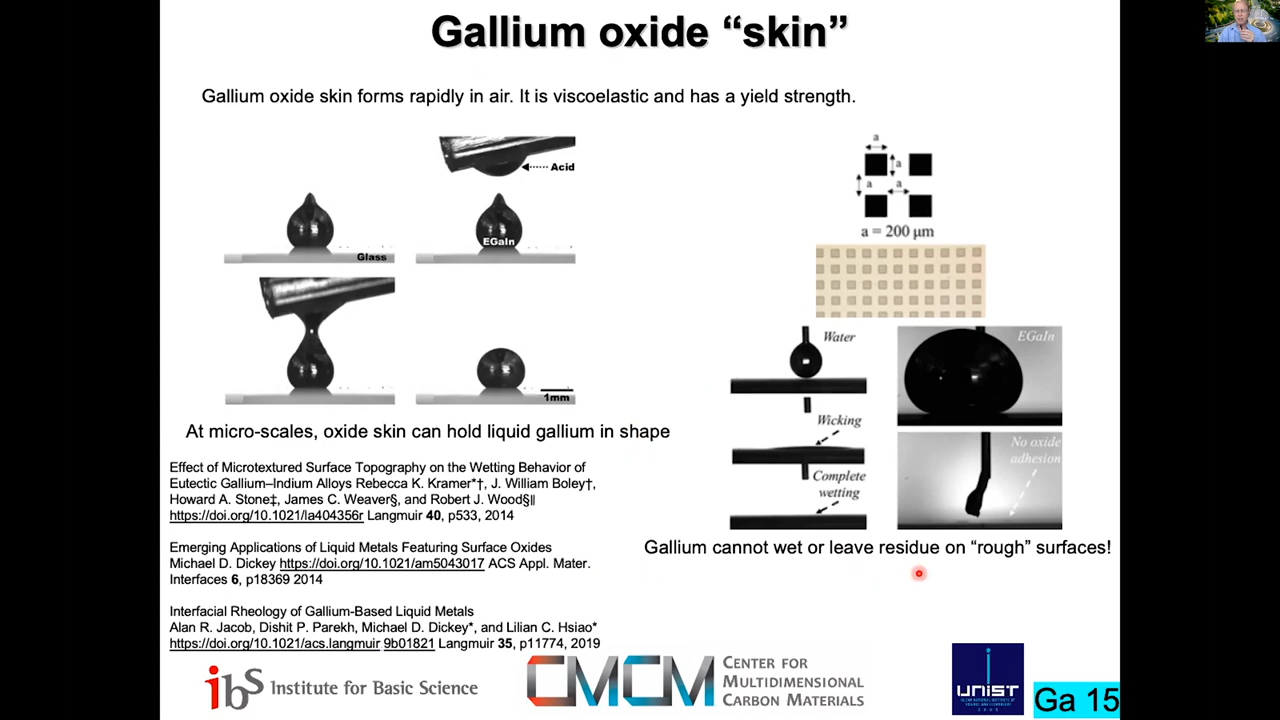 Gallium oxide “skin”
Gallium oxide skin forms rapidly in air. It is viscoelastic and has a yield strength.
Acid
EGaIn
Glass
1mm
At micro-scales, oxide skin can hold liquid gallium in shape
a
a
a
a
a = 200 µm
Water
EGaIn
Wicking
No oxide
adhesion
Complete
wetting
Gallium cannot wet or leave residue on “rough” surfaces!
Effect of Microtextured Surface Topography on the Wetting Behavior of
Eutectic Gallium–Indium Alloys Rebecca K. Kramer*†, J. William Boley†,
Howard A. Stone‡, James C. Weaver§, and Robert J. Wood§∥
https://doi.org/10.1021/la404356r Langmuir 40, p533, 2014
Emerging Applications of Liquid Metals Featuring Surface Oxides
Michael D. Dickey https://doi.org/10.1021/am5043017 ACS Appl. Mater.
Interfaces 6, p18369 2014
Interfacial Rheology of Gallium-Based Liquid Metals
Alan R. Jacob, Dishit P. Parekh, Michael D. Dickey*, and Lilian C. Hsiao*
https://doi.org/10.1021/acs.langmuir 9b01821 Langmuir 35, p11774, 2019
ibS Institute for Basic Science
CMCM
CENTER FOR
MULTIDIMENSIONAL
CARBON MATERIALS
UNIST
Ga 15